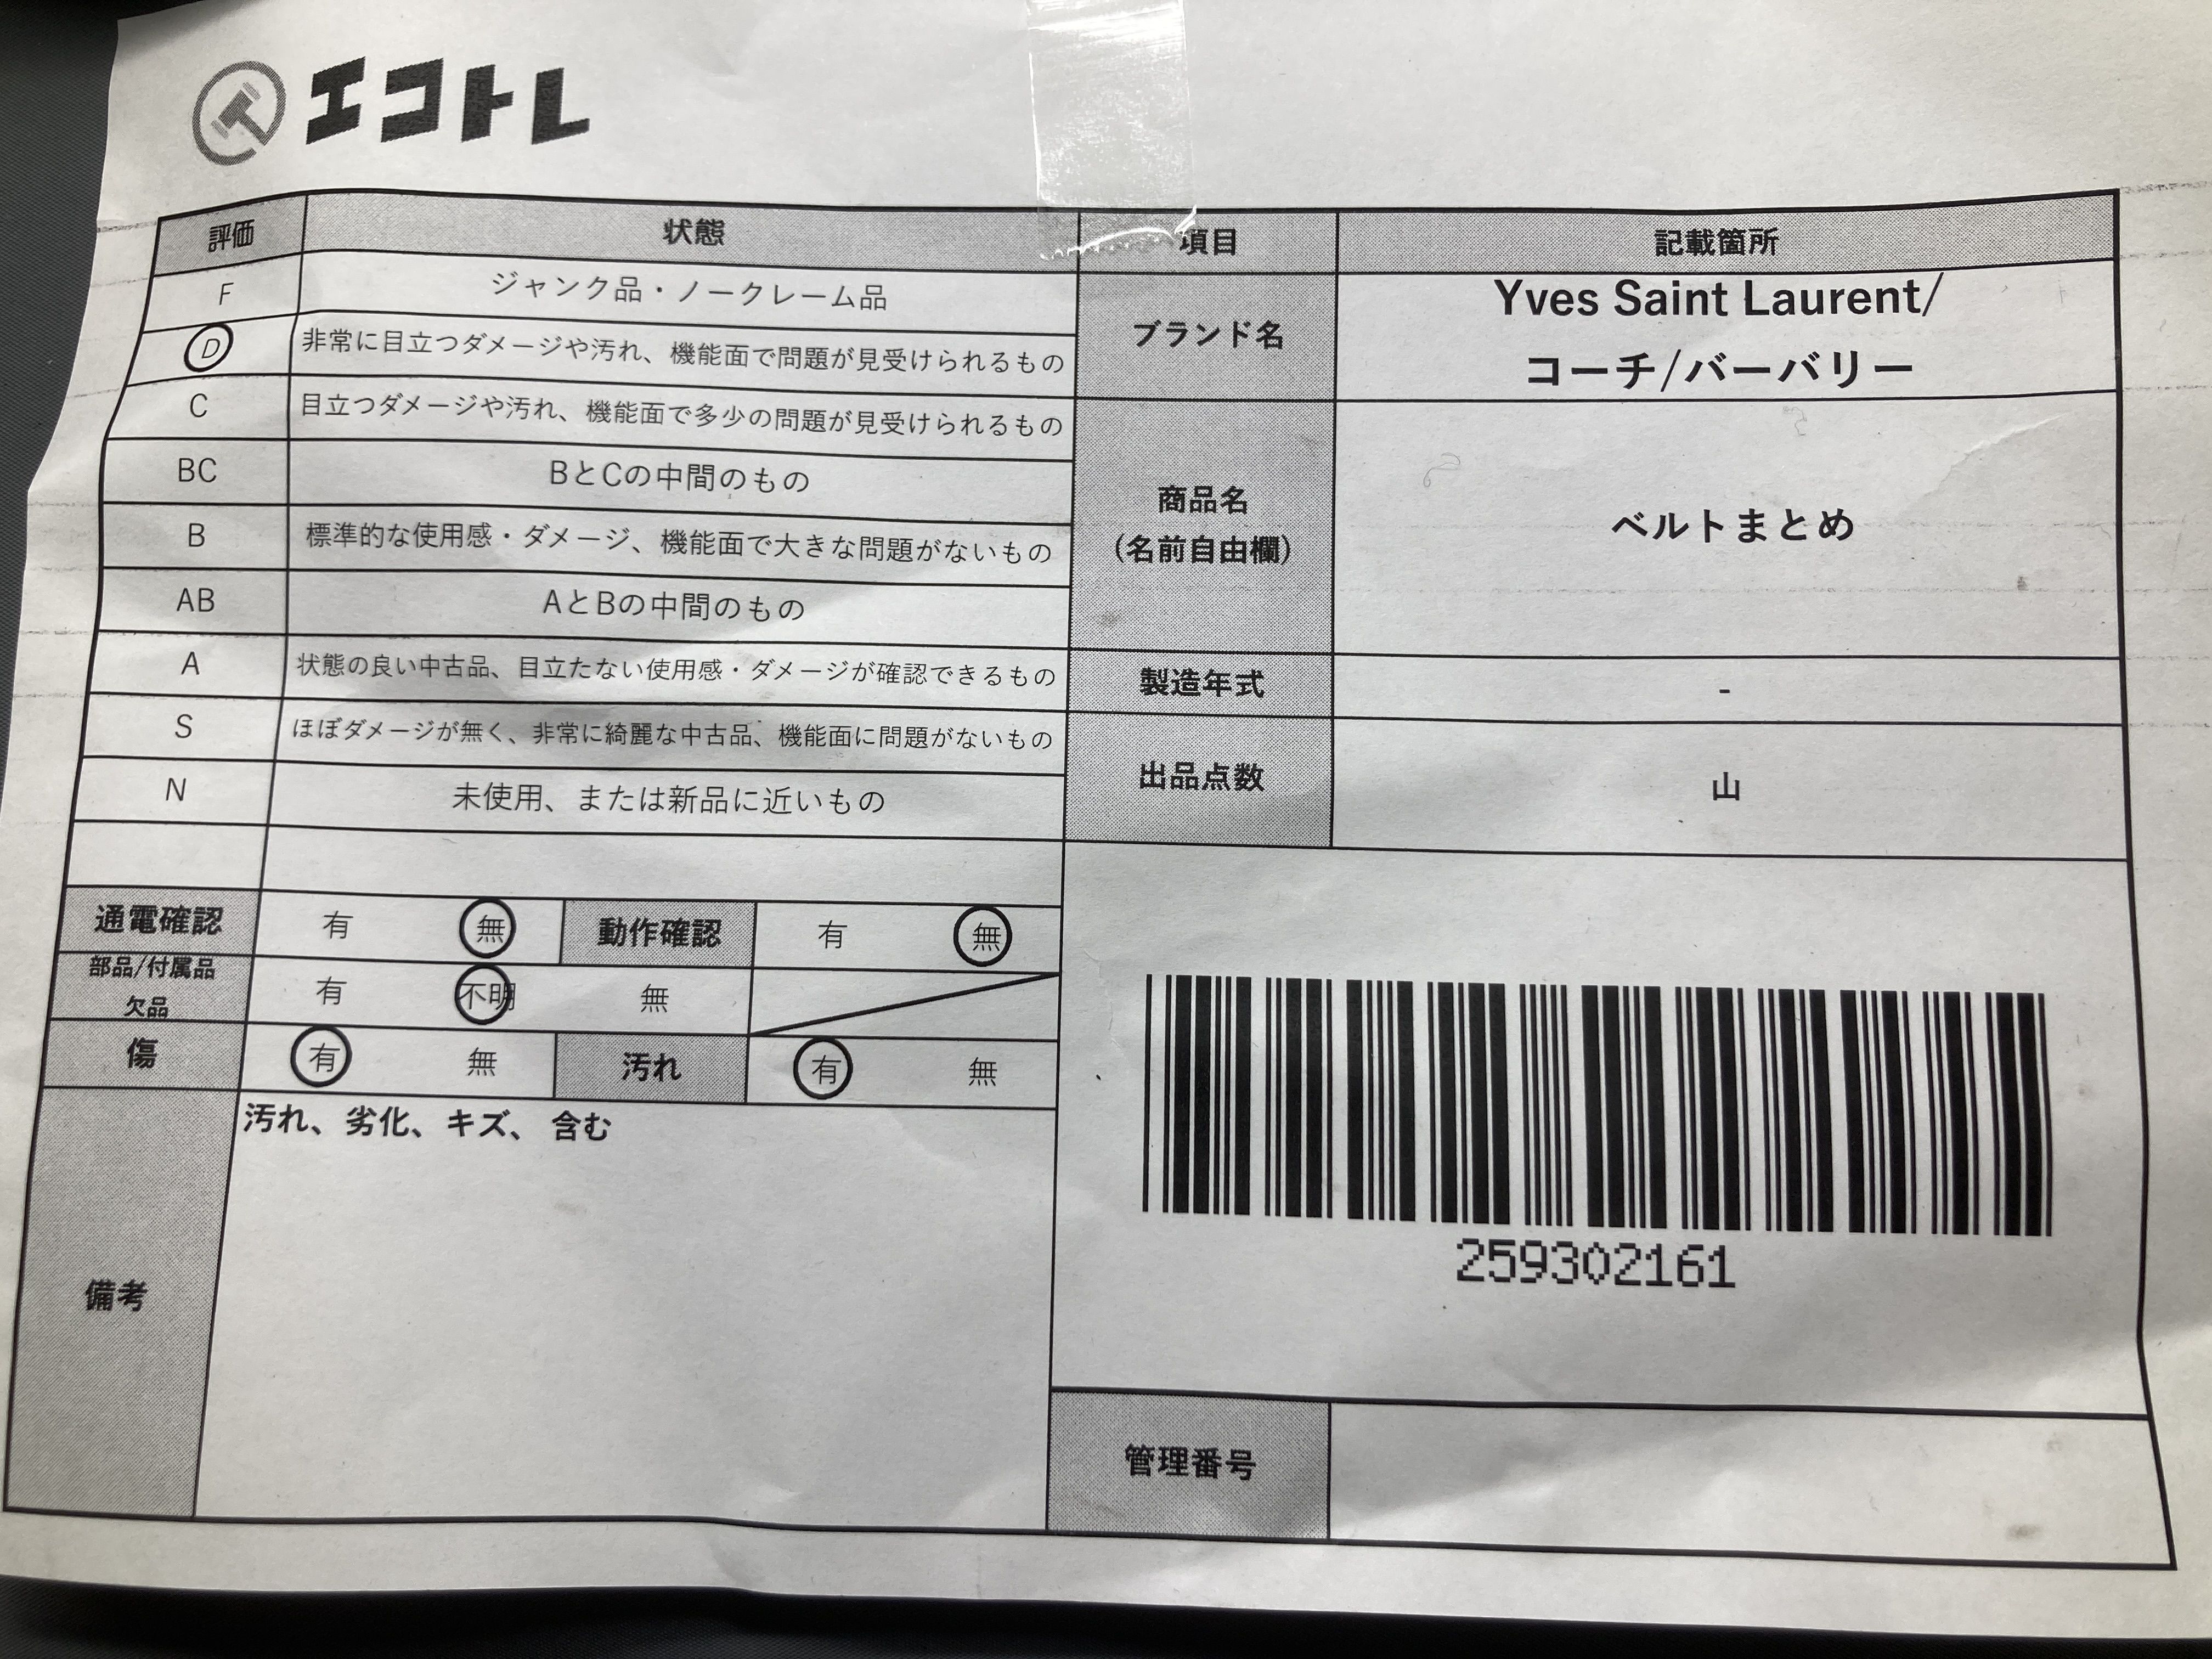 エコトレ
評価 状態
F ジャンク品・ノークレーム品
D 非常に目立つダメージや汚れ、機能面で問題が見受けられるもの
C 目立つダメージや汚れ、機能面で多少の問題が見受けられるもの
BC BとCの中間のもの
B 標準的な使用感・ダメージ、機能面で大きな問題がないもの
AB AとBの中間のもの
A 状態の良い中古品、目立たない使用感・ダメージが確認できるもの
S ほぼダメージが無く、非常に綺麗な中古品、機能面に問題がないもの
N 未使用、または新品に近いもの
通電確認 有 無 動作確認 有 無
部品/付属品
欠品 有 不明 無
傷 有 無 汚れ 有 無
備考 汚れ、劣化、キズ、 含む
項目 記載箇所
ブランド名 Yves Saint Laurent/
コーチ/バーバリー
商品名
(名前自由欄) ベルトまとめ
製造年式 -
出品点数 山
259302161
管理番号